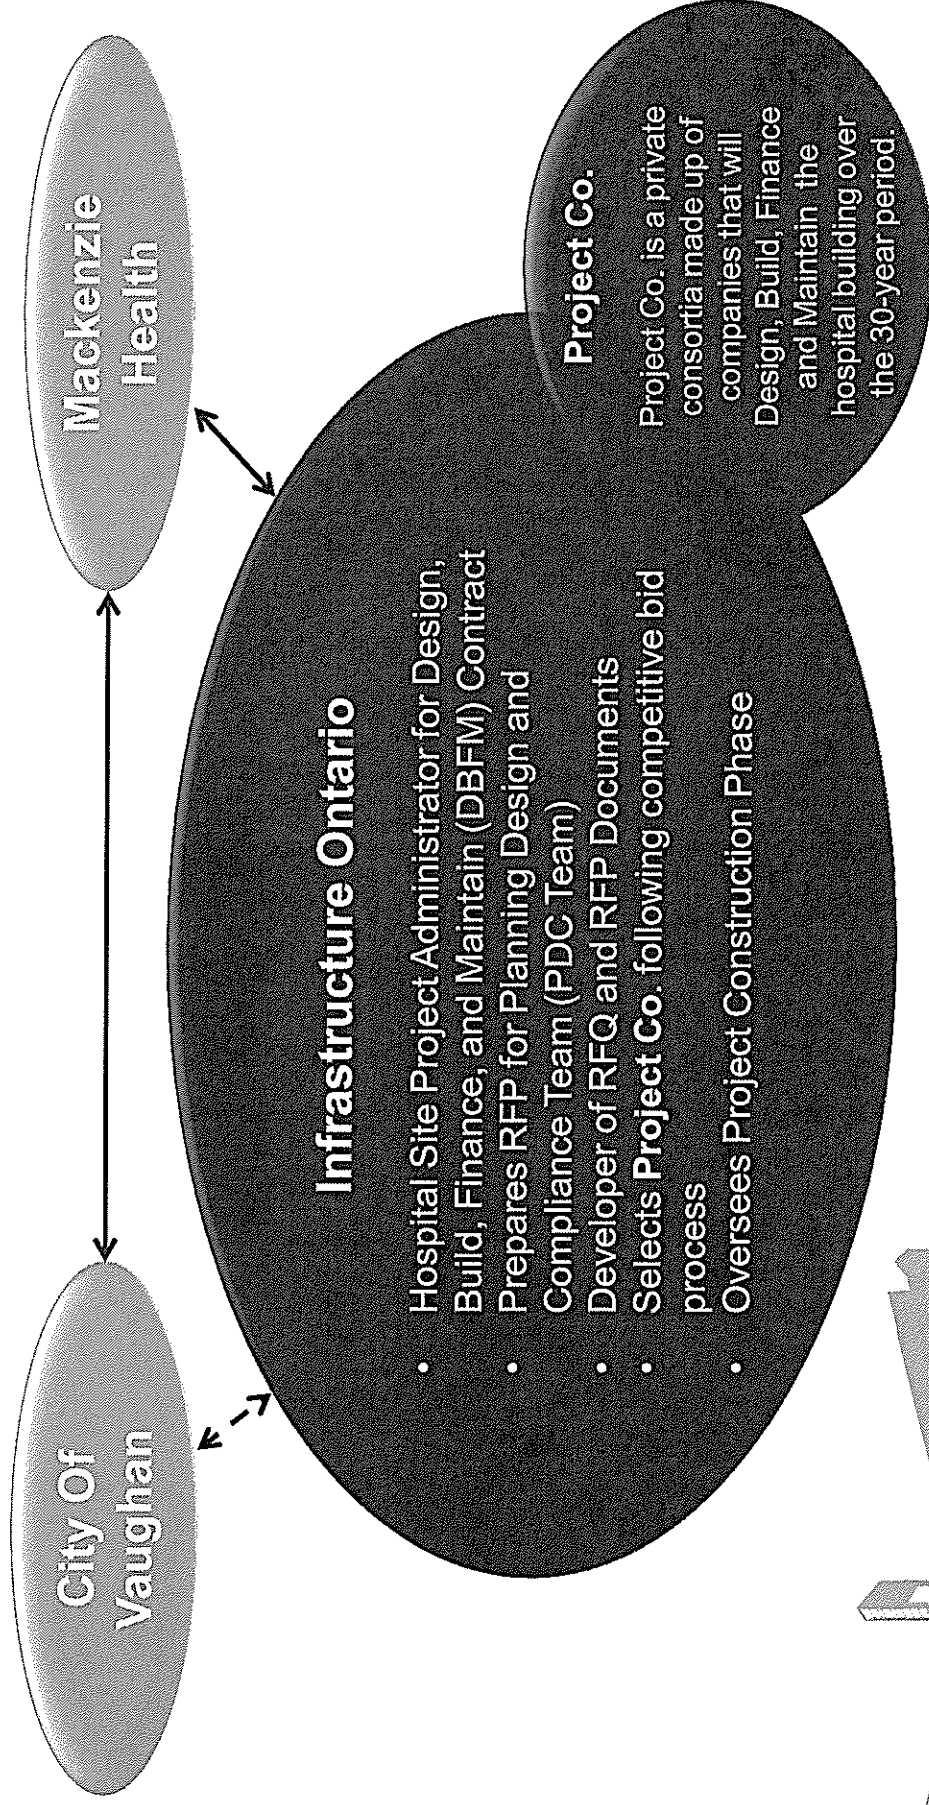 City Of
Vaughan
Mackenzie
Health
Infrastructure Ontario
• Hospital Site Project Administrator for Design,
Build, Finance, and Maintain (DBFM) Contract
• Prepares RFP for Planning Design and
Compliance Team (PDC Team)
• Developer of RFQ and RFP Documents
• Selects Project Co. following competitive bid
process
• Oversees Project Construction Phase
Project Co.
Project Co. is a private
consortia made up of
companies that will
Design, Build, Finance
and Maintain the
hospital building over
the 30-year period.